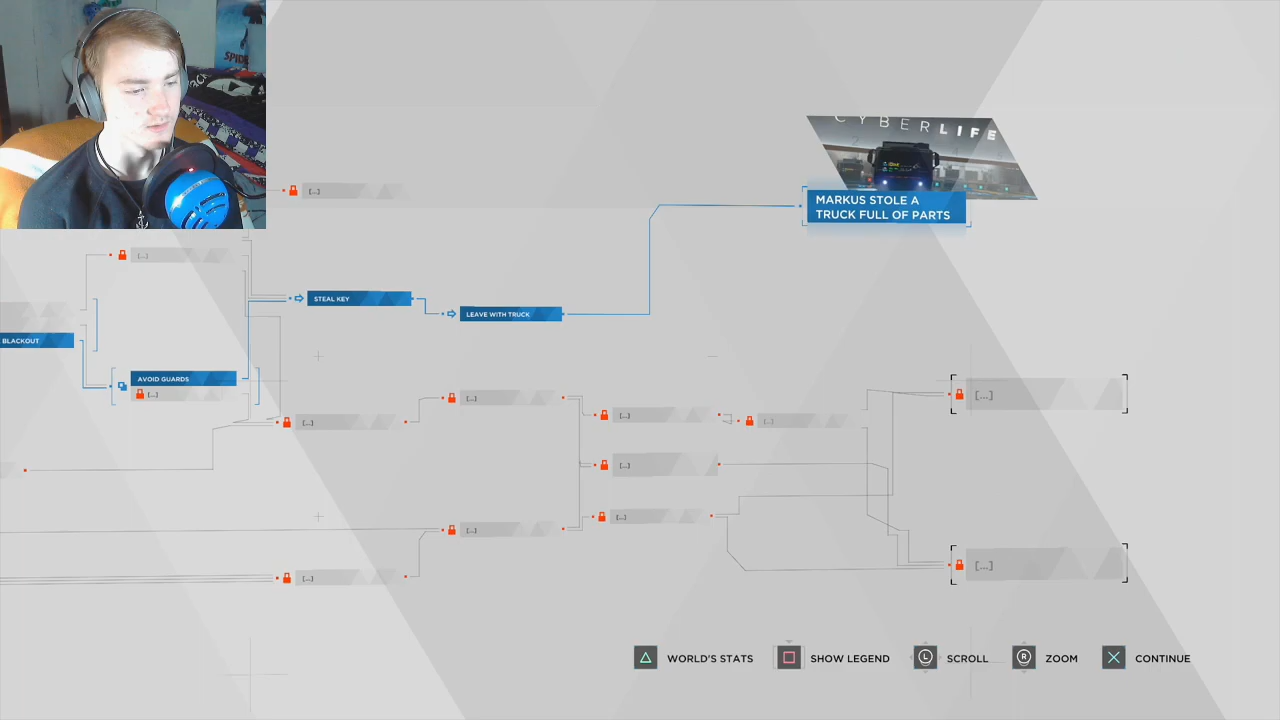 SPIDE
CYBERLIFE
MARKUS STOLE A
TRUCK FULL OF PARTS
[...]
[...]
STEAL KEY
LEAVE WITH TRUCK
BLACKOUT
AVOID GUARDS
[...]
[...]
[...]
[...]
[...]
[...]
[...]
[...]
[...]
[...]
[...]
[...]
WORLD'S STATS
SHOW LEGEND
L
SCROLL
R
ZOOM
CONTINUE